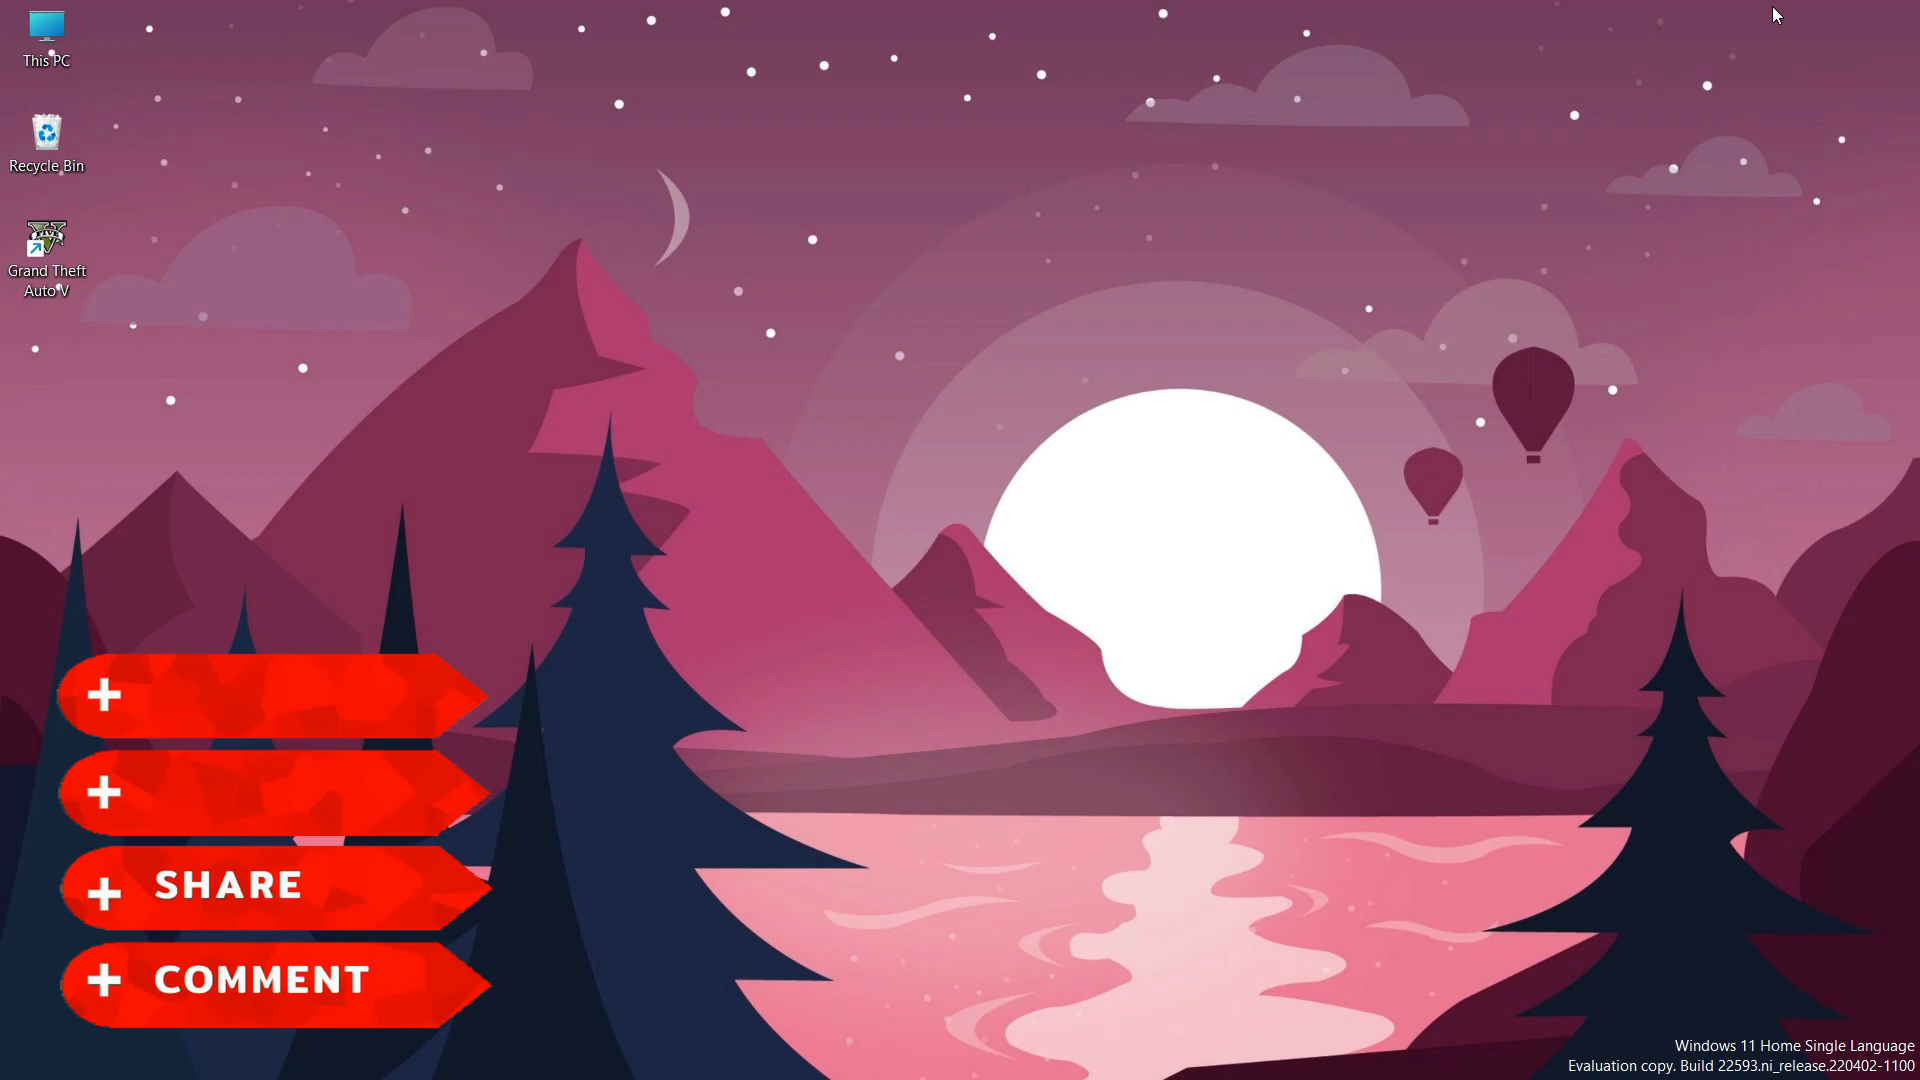 This PC
Recycle Bin
Grand Theft
Auto V
+
+
+ SHARE
+ COMMENT
Windows 11 Home Single Language
Evaluation copy. Build 22593.ni_release.220402-1100